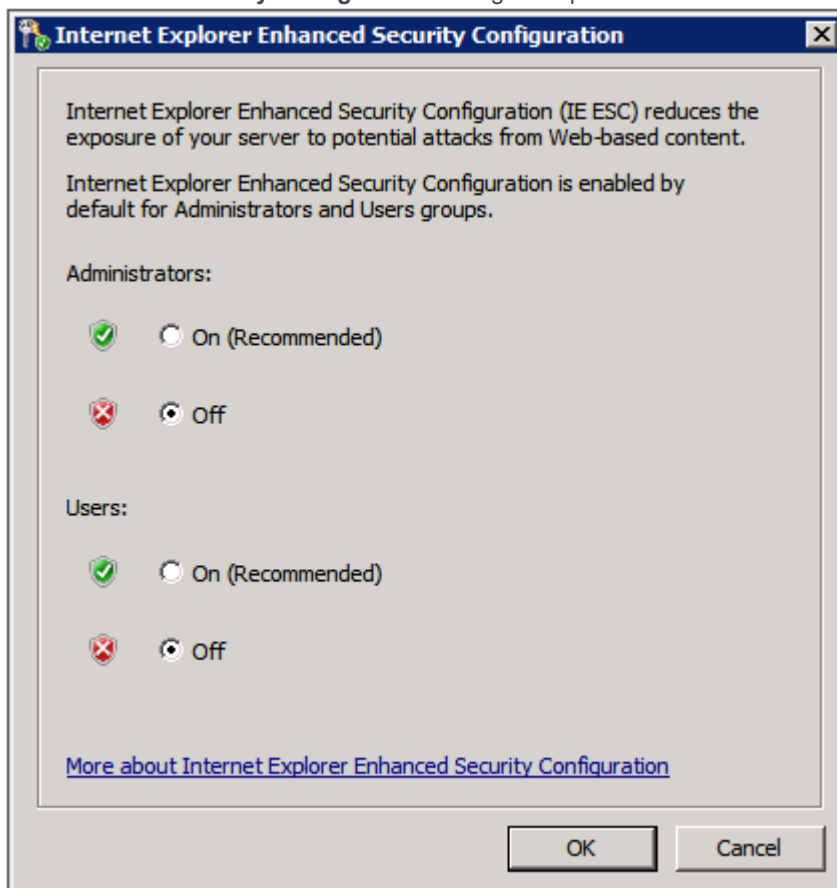 Internet Explorer Enhanced Security Configuration
Internet Explorer Enhanced Security Configuration (IE ESC) reduces the
exposure of your server to potential attacks from Web-based content.
Internet Explorer Enhanced Security Configuration is enabled by
default for Administrators and Users groups.
Administrators:
On (Recommended)
Off
Users:
On (Recommended)
Off
More about Internet Explorer Enhanced Security Configuration
OK
Cancel